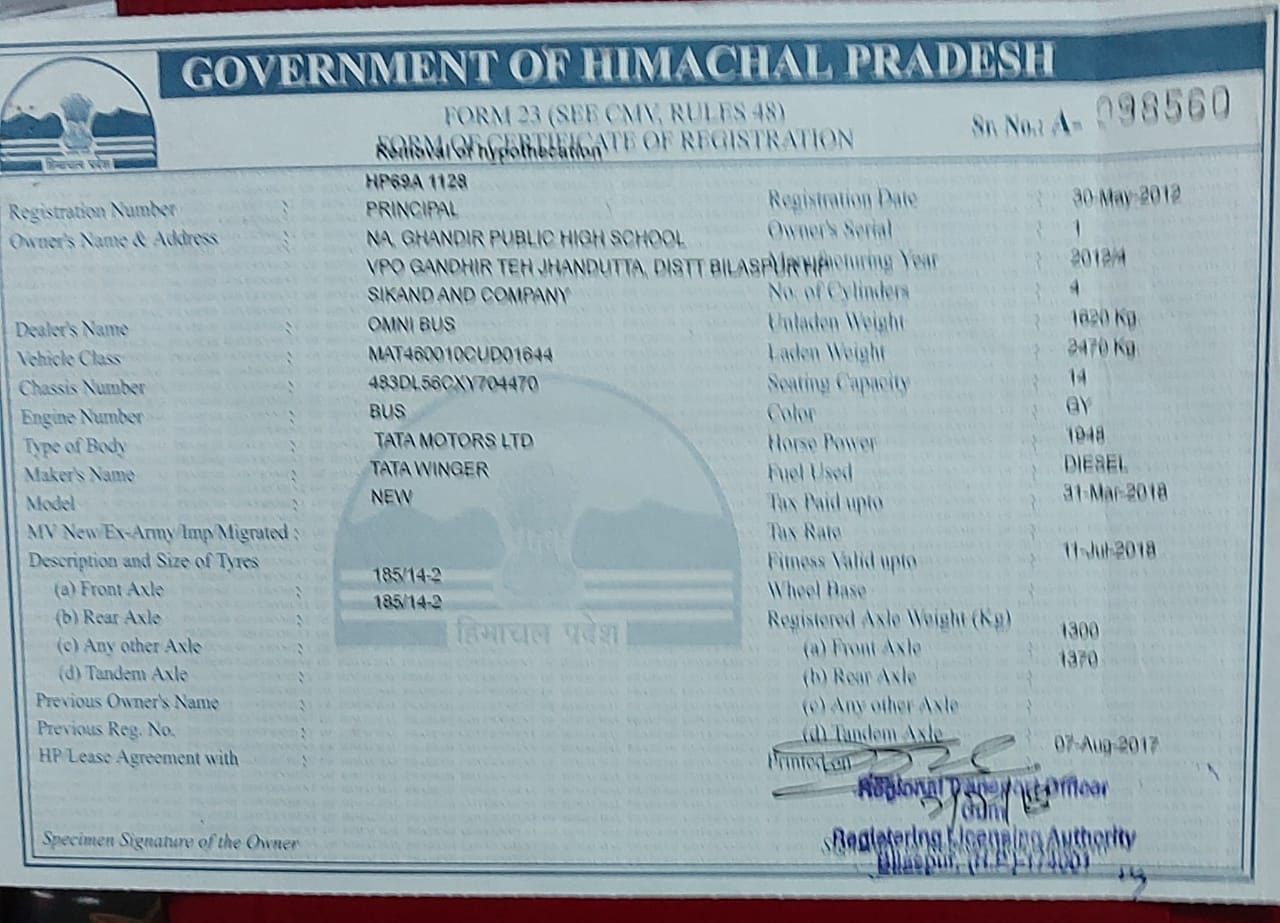 GOVERNMENT OF HIMACHAL PRADESH
FORM 23 (SEE CMV, RULES 48)
FORM OF CERTIFICATE OF REGISTRATION
Sn No.: A- 098560
हिमाचल प्रदेश
Removal of hypothecation
Registration Number : HP69A 1128
Owner's Name & Address : PRINCIPAL
NA, GHANDIR PUBLIC HIGH SCHOOL
VPO GANDHIR TEH JHANDUTTA, DISTT BILASPUR HP
Dealer's Name : SIKAND AND COMPANY
Vehicle Class : OMNI BUS
Chassis Number : MAT460010CUD01644
Engine Number : 483DL56CXY704470
Type of Body : BUS
Maker's Name : TATA MOTORS LTD
Model : TATA WINGER
MV New/Ex-Army/Imp/Migrated : NEW
Description and Size of Tyres
(a) Front Axle : 185/14-2
(b) Rear Axle : 185/14-2
(c) Any other Axle :
(d) Tandem Axle :
Previous Owner's Name :
Previous Reg. No. :
HP/Lease Agreement with :
Specimen Signature of the Owner
हिमाचल प्रदेश
Registration Date : 30-May-2012
Owner's Serial : 1
Manufacturing Year : 2012/4
No. of Cylinders : 4
Unladen Weight : 1620 Kg
Laden Weight : 2470 Kg
Seating Capacity : 14
Color : GY
Horse Power : 1948
Fuel Used : DIESEL
Tax Paid upto : 31-Mar-2018
Tax Rate
Fitness Valid upto : 11-Jul-2018
Wheel Base
Registered Axle Weight (Kg)
(a) Front Axle : 1300
(b) Rear Axle : 1370
(c) Any other Axle :
(d) Tandem Axle
Printed on 07-Aug-2017
Regional Transport Officer
Cum
Registering Licensing Authority
Bilaspur, (H.P.)-174001